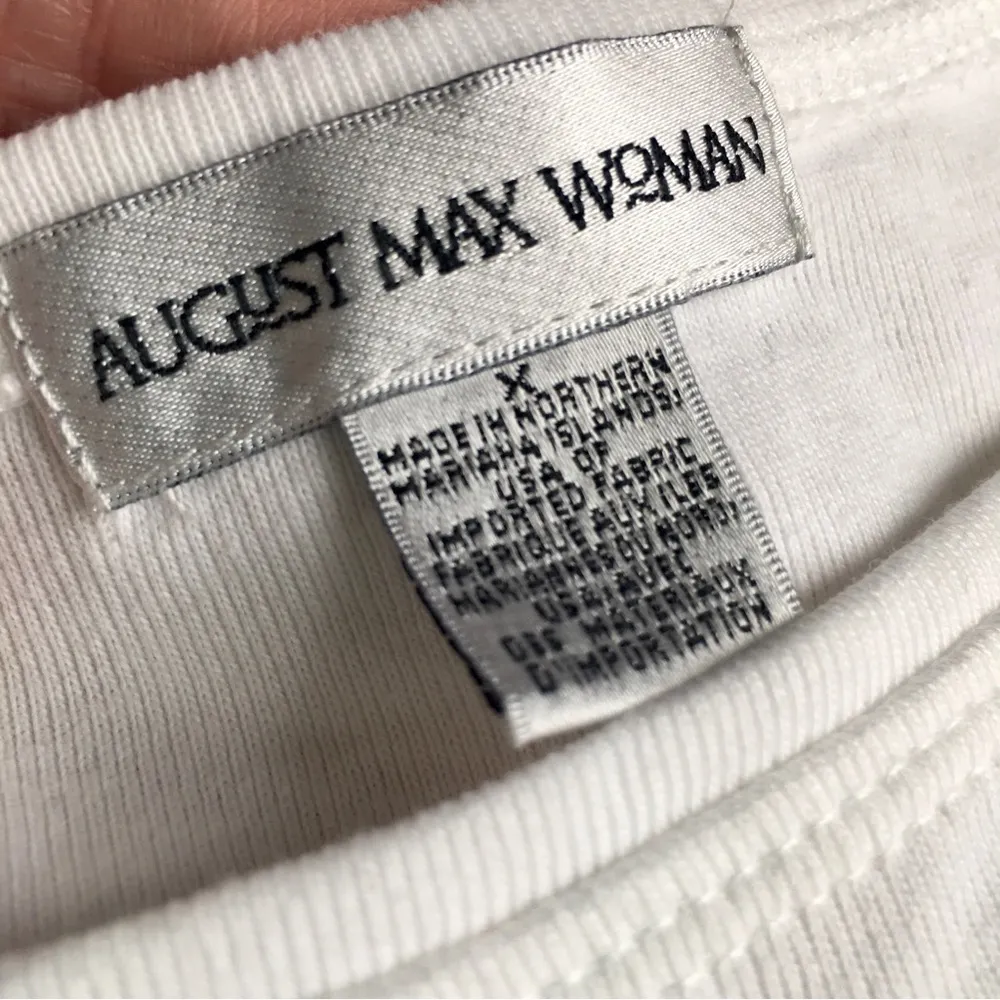 AUGUST MAX WOMAN
X
MADE IN NORTHERN
MARIANA ISLANDS,
USA OF
IMPORTED FABRIC
FABRIQUE AUX ILES
MARIANNES DU NORD,
USA AVEC
DES MATERIAUX
D'IMPORTATION